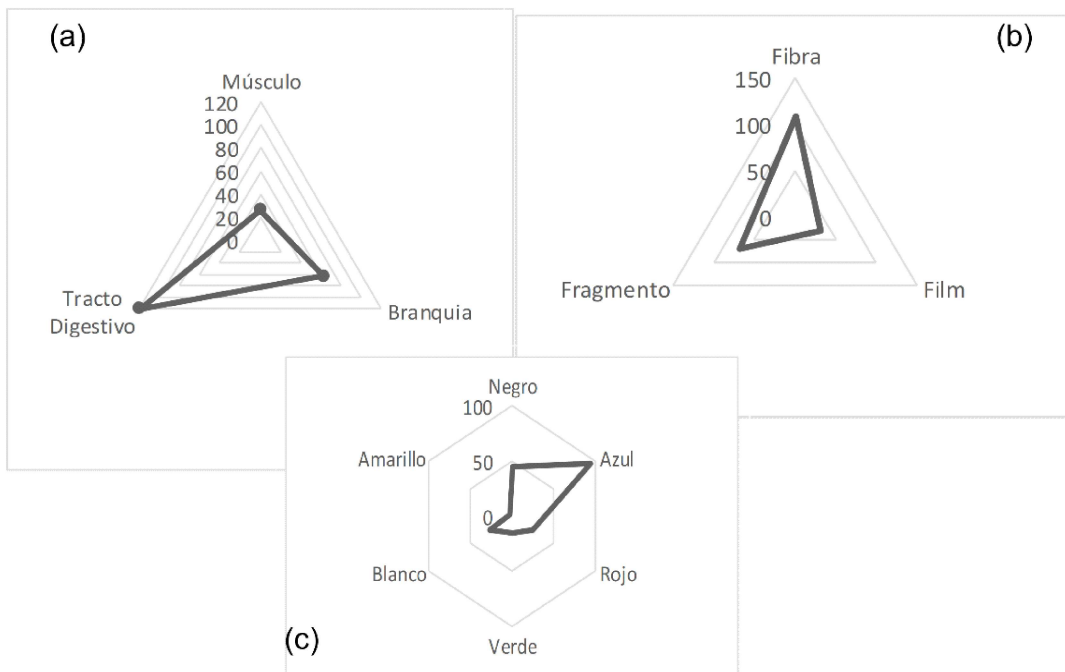 (a)
Músculo
120
100
80
60
40
20
0
Tracto
Digestivo
Branquia
(b)
Fibra
150
100
50
0
Fragmento
Film
Negro
100
Amarillo
50
Azul
0
Blanco
Rojo
Verde
(c)